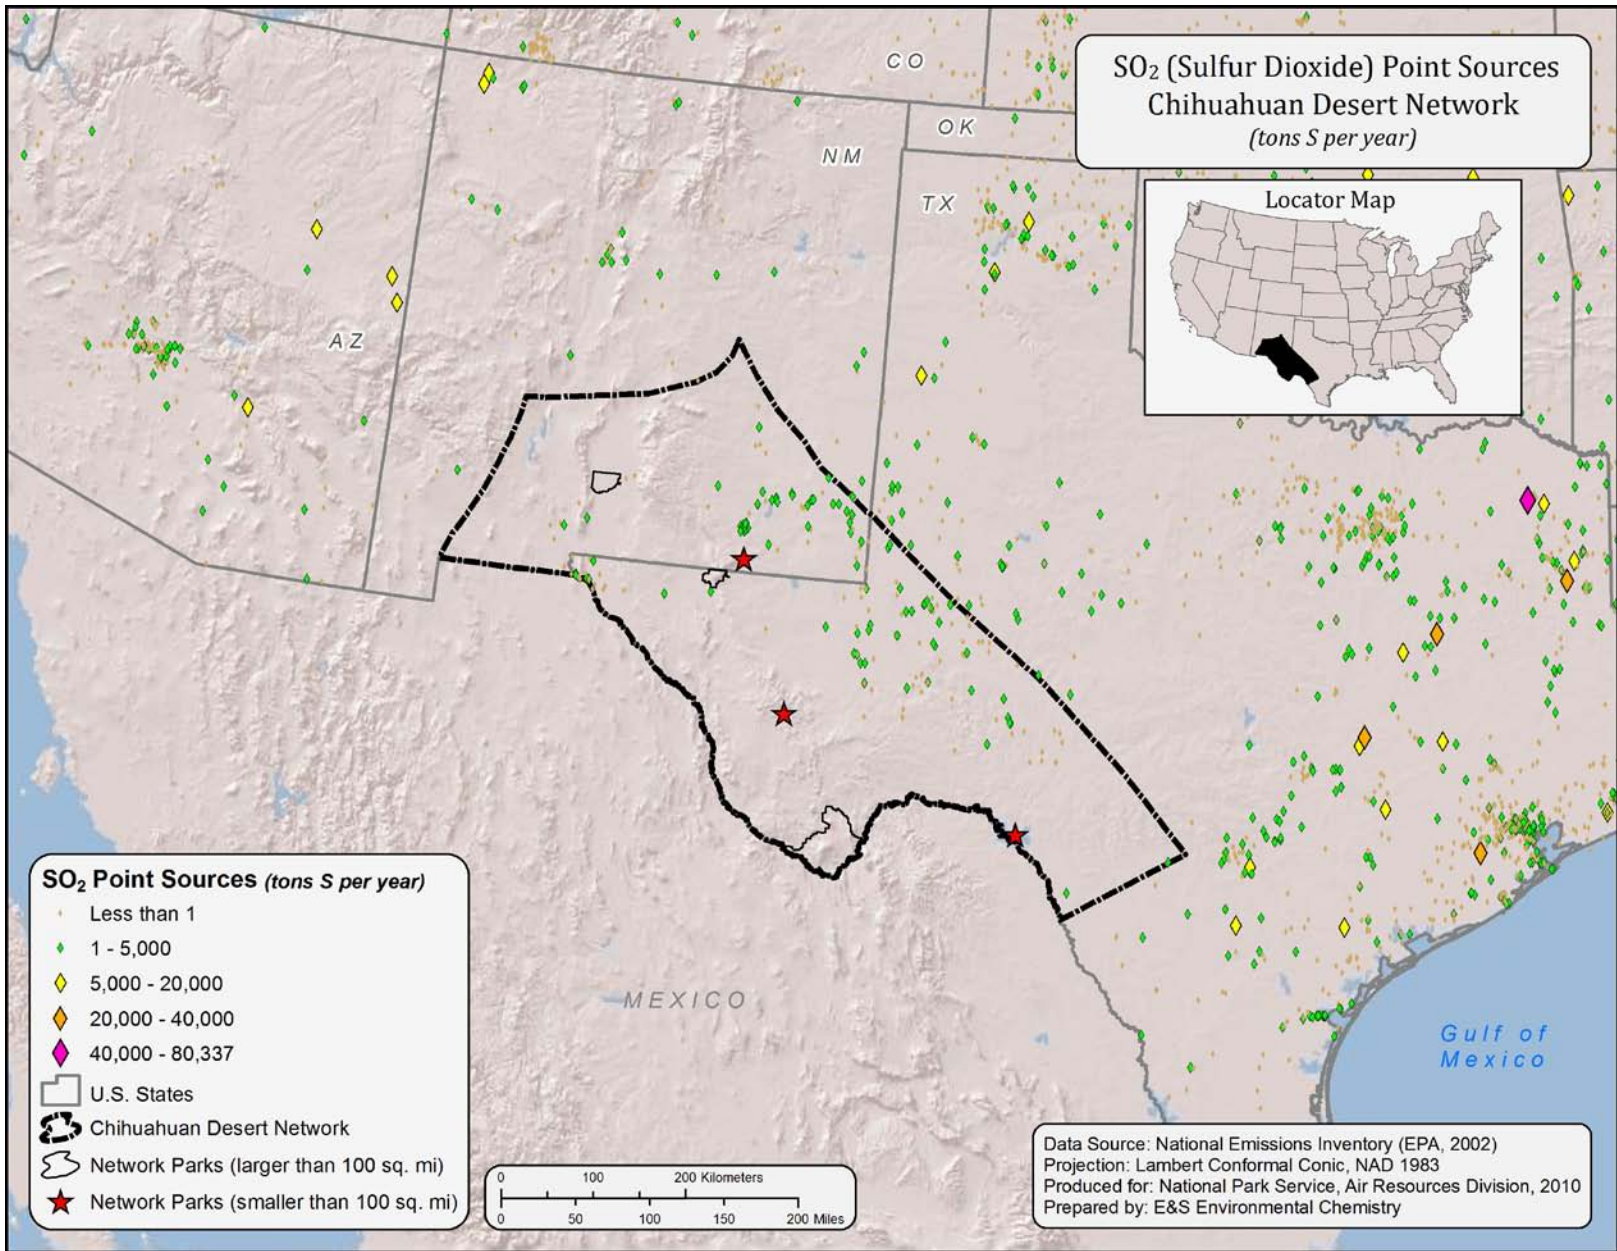 SO₂ (Sulfur Dioxide) Point Sources
Chihuahuan Desert Network
(tons S per year)
Locator Map
CO
OK
NM
TX
AZ
MEXICO
Gulf of
Mexico
SO₂ Point Sources (tons S per year)
Less than 1
1 - 5,000
5,000 - 20,000
20,000 - 40,000
40,000 - 80,337
U.S. States
Chihuahuan Desert Network
Network Parks (larger than 100 sq. mi)
Network Parks (smaller than 100 sq. mi)
0 100 200 Kilometers
0 50 100 150 200 Miles
Data Source: National Emissions Inventory (EPA, 2002)
Projection: Lambert Conformal Conic, NAD 1983
Produced for: National Park Service, Air Resources Division, 2010
Prepared by: E&S Environmental Chemistry